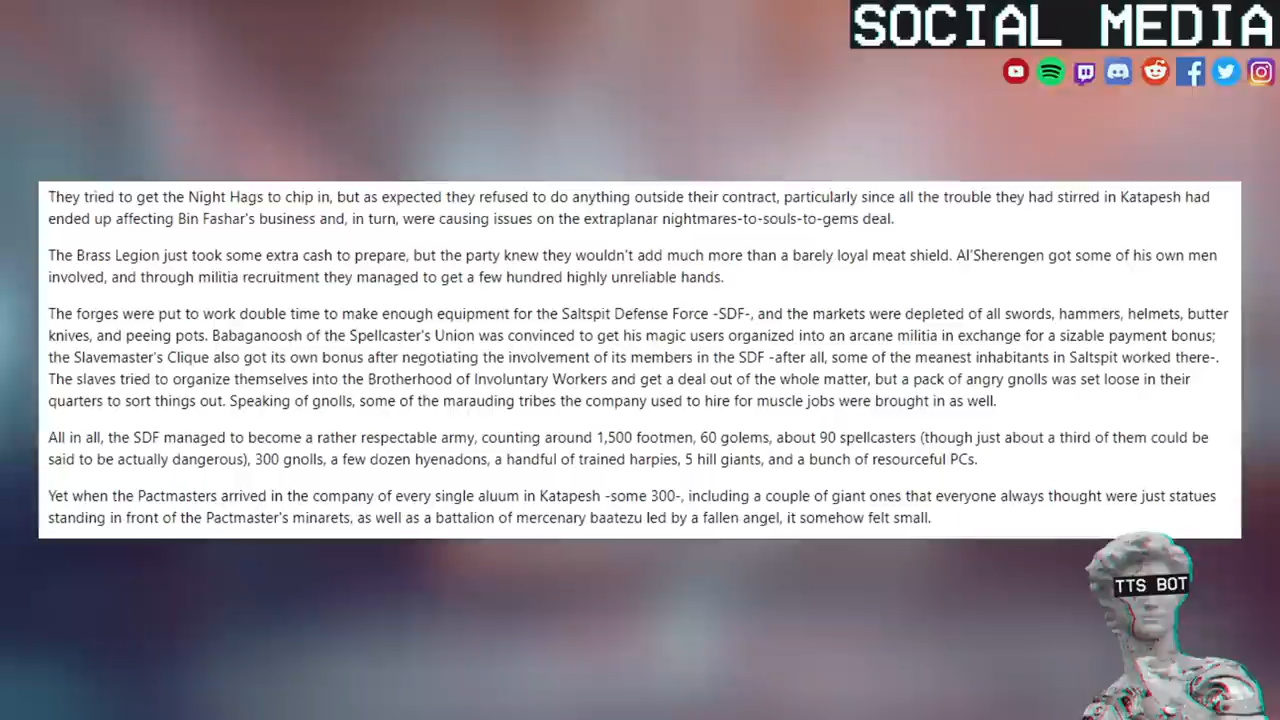 SOCIAL MEDIA
They tried to get the Night Hags to chip in, but as expected they refused to do anything outside their contract, particularly since all the trouble they had stirred in Katapesh had
ended up affecting Bin Fashar's business and, in turn, were causing issues on the extraplanar nightmares-to-souls-to-gems deal.
The Brass Legion just took some extra cash to prepare, but the party knew they wouldn't add much more than a barely loyal meat shield. Al'Sherengen got some of his own men
involved, and through militia recruitment they managed to get a few hundred highly unreliable hands.
The forges were put to work double time to make enough equipment for the Saltspit Defense Force -SDF-, and the markets were depleted of all swords, hammers, helmets, butter
knives, and peeing pots. Babaganoosh of the Spellcaster's Union was convinced to get his magic users organized into an arcane militia in exchange for a sizable payment bonus;
the Slavemaster's Clique also got its own bonus after negotiating the involvement of its members in the SDF -after all, some of the meanest inhabitants in Saltspit worked there-.
The slaves tried to organize themselves into the Brotherhood of Involuntary Workers and get a deal out of the whole matter, but a pack of angry gnolls was set loose in their
quarters to sort things out. Speaking of gnolls, some of the marauding tribes the company used to hire for muscle jobs were brought in as well.
All in all, the SDF managed to become a rather respectable army, counting around 1,500 footmen, 60 golems, about 90 spellcasters (though just about a third of them could be
said to be actually dangerous), 300 gnolls, a few dozen hyenadons, a handful of trained harpies, 5 hill giants, and a bunch of resourceful PCs.
Yet when the Pactmasters arrived in the company of every single aluum in Katapesh -some 300-, including a couple of giant ones that everyone always thought were just statues
standing in front of the Pactmaster's minarets, as well as a battalion of mercenary baatezu led by a fallen angel, it somehow felt small.
TTS BOT